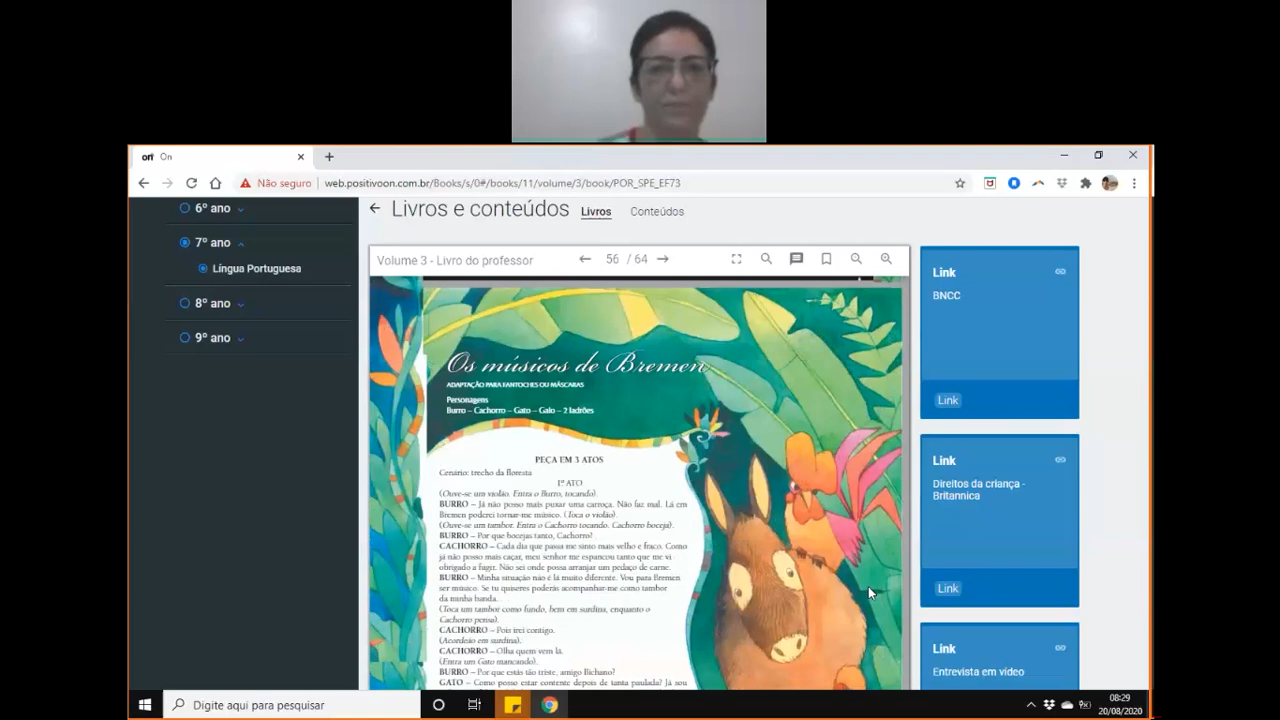 On
Não seguro
web.positivoon.com.br/Books/s/0#/books/11/volume/3/book/POR_SPE_EF73
6º ano
7º ano
Língua Portuguesa
8º ano
9º ano
Livros e conteúdos
Livros
Conteúdos
Volume 3 - Livro do professor
56 / 64
Os músicos de Bremen
ADAPTAÇÃO PARA FANTOCHES OU MÁSCARAS
Personagens
Burro – Cachorro – Gato – Galo – 2 ladrões
PEÇA EM 3 ATOS
Cenário: trecho da floresta
1º ATO
(Ouve-se um violão. Entra o Burro, tocando).
BURRO – Já não posso mais puxar uma carroça. Não faz mal. Lá em
Bremen poderei tornar-me músico. (Toca o violão).
(Ouve-se um tambor. Entra o Cachorro tocando. Cachorro boceja).
BURRO – Por que bocejas tanto, Cachorro?
CACHORRO – Cada dia que passa me sinto mais velho e fraco. Como
já não posso mais caçar, meu senhor me espancou tanto que me vi
obrigado a fugir. Não sei onde possa arranjar um pedaço de carne.
BURRO – Minha situação não é lá muito diferente. Vou para Bremen
ser músico. Se tu quiseres poderás acompanhar-me como tambor
da minha banda.
(Toca um tambor como fundo, bem em surdina, enquanto o
Cachorro pensa).
CACHORRO – Pois irei contigo.
(Acordeão em surdina).
CACHORRO – Olha quem vem lá.
(Entra um Gato mancando).
BURRO – Por que estás tão triste, amigo Bichano?
GATO – Como posso estar contente depois de tanta paulada? Já sou
Link
BNCC
Link
Link
Direitos da criança -
Britannica
Link
Link
Entrevista em vídeo
Digite aqui para pesquisar
08:29
20/08/2020